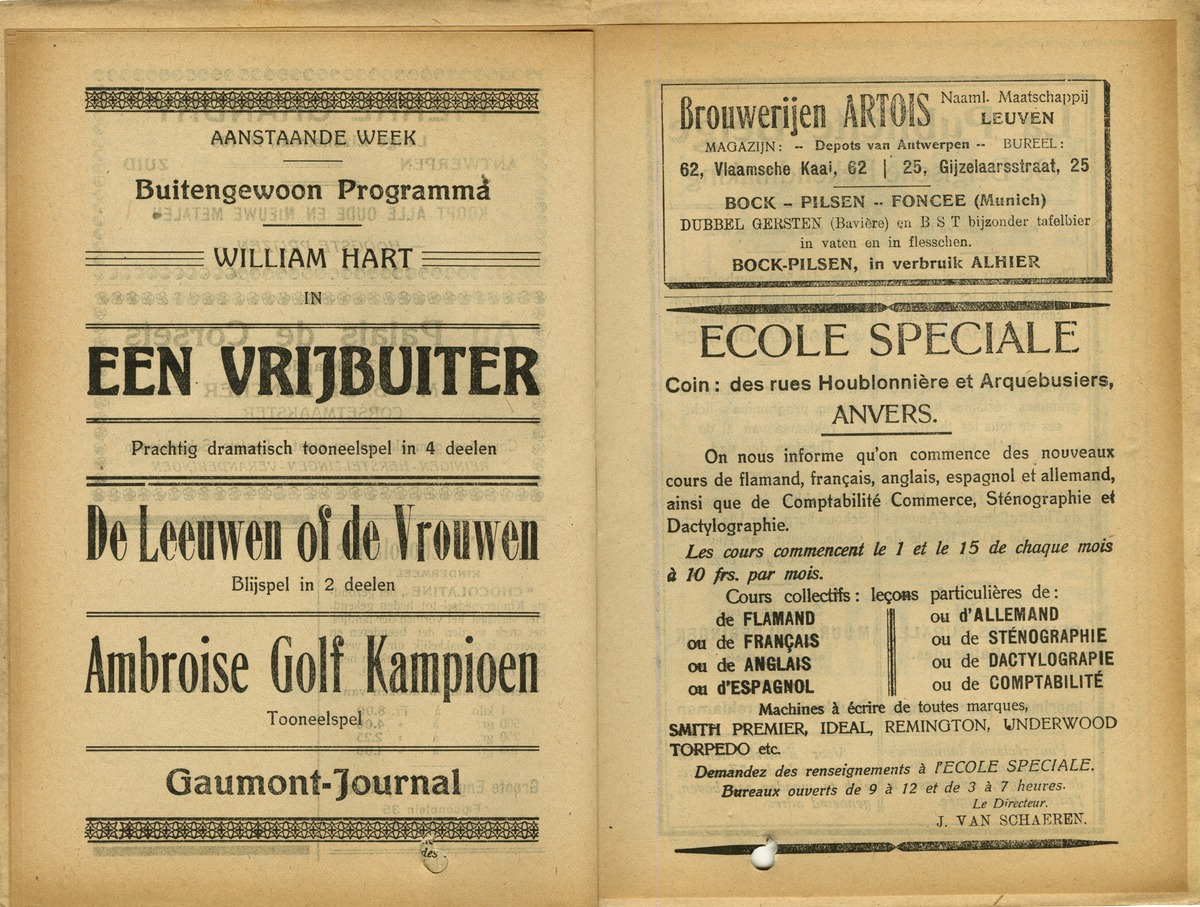 AANSTAANDE WEEK
Buitengewoon Programma
WILLIAM HART
IN
EEN VRIJBUITER
Prachtig dramatisch tooneelspel in 4 deelen
De Leeuwen of de Vrouwen
Blijspel in 2 deelen
Ambroise Golf Kampioen
Tooneelspel
Gaumont-Journal
des
Brouwerijen ARTOIS Naaml. Maatschappij
LEUVEN
MAGAZIJN: -- Depots van Antwerpen -- BUREEL:
62, Vlaamsche Kaai, 62 | 25, Gijzelaarsstraat, 25
BOCK - PILSEN -- FONCEE (Munich)
DUBBEL GERSTEN (Bavière) en B S T bijzonder tafelbier
in vaten en in flesschen.
BOCK-PILSEN, in verbruik ALHIER
ECOLE SPECIALE
Coin : des rues Houblonnière et Arquebusiers,
ANVERS.
On nous informe qu'on commence des nouveaux
cours de flamand, français, anglais, espagnol et allemand,
ainsi que de Comptabilité Commerce, Sténographie et
Dactylographie.
Les cours commencent le 1 et le 15 de chaque mois
à 10 frs. par mois.
Cours collectifs : leçons particulières de :
de FLAMAND
ou de FRANÇAIS
ou de ANGLAIS
ou d'ESPAGNOL
ou d'ALLEMAND
ou de STÉNOGRAPHIE
ou de DACTYLOGRAPIE
ou de COMPTABILITÉ
Machines à écrire de toutes marques,
SMITH PREMIER, IDEAL, REMINGTON, UNDERWOOD
TORPEDO etc.
Demandez des renseignements à l'ECOLE SPECIALE.
Bureaux ouverts de 9 à 12 et de 3 à 7 heures.
Le Directeur.
J. VAN SCHAEREN.